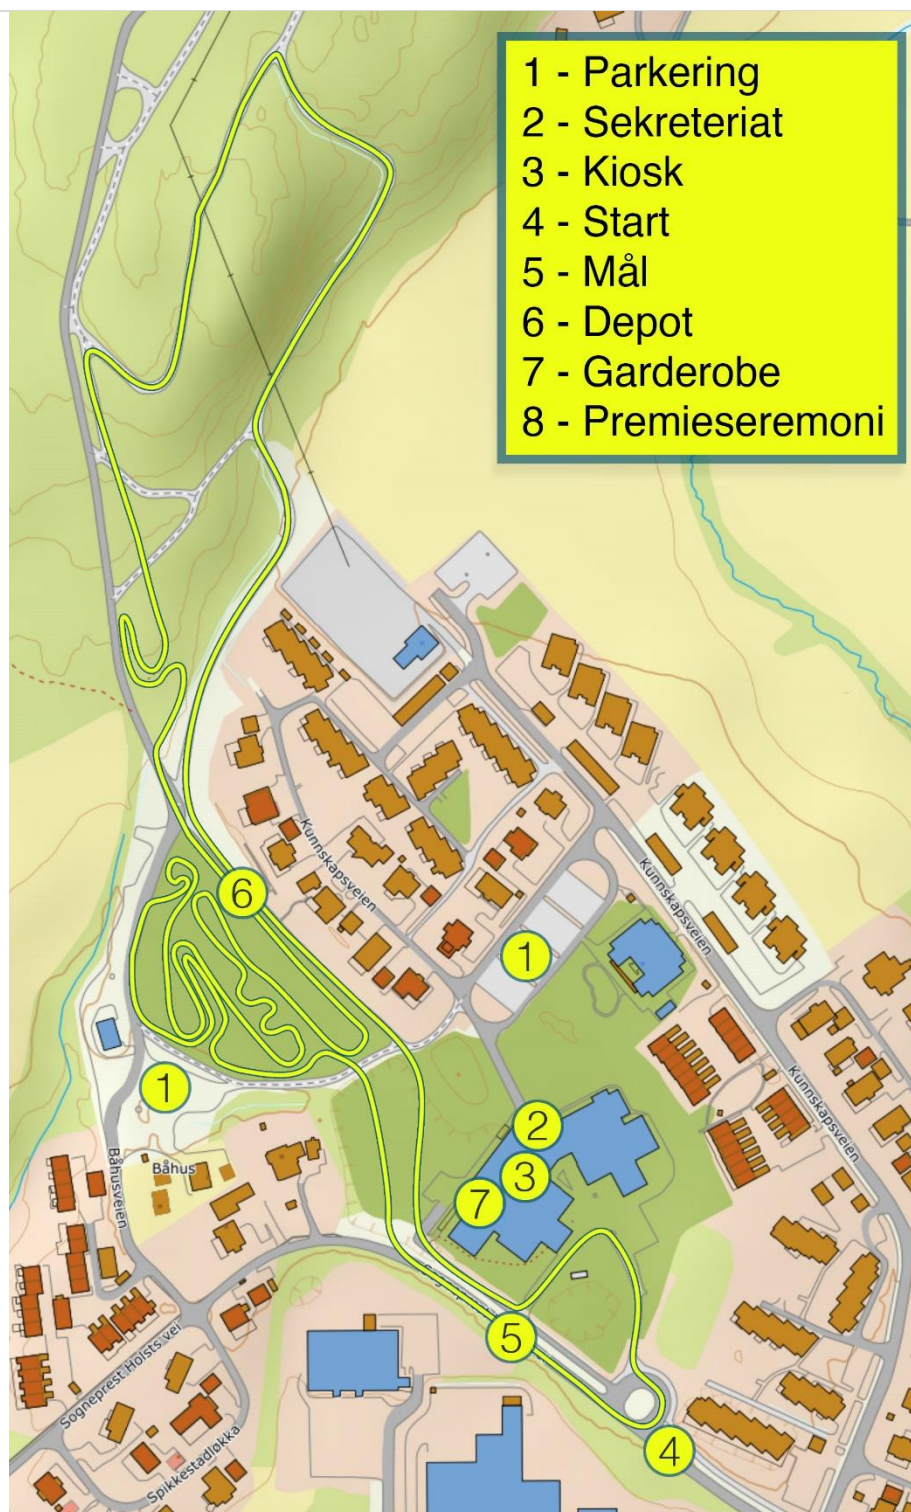 1 - Parkering
2 - Sekreteriat
3 - Kiosk
4 - Start
5 - Mål
6 - Depot
7 - Garderobe
8 - Premieseremoni
Kunnskapsveien
Kunnskapsveien
6
1
1
Kunnskapsveien
2
3
7
Båhusveien
Båhus
5
Sogneprest Holsts vei
4
Spikkestadløkka